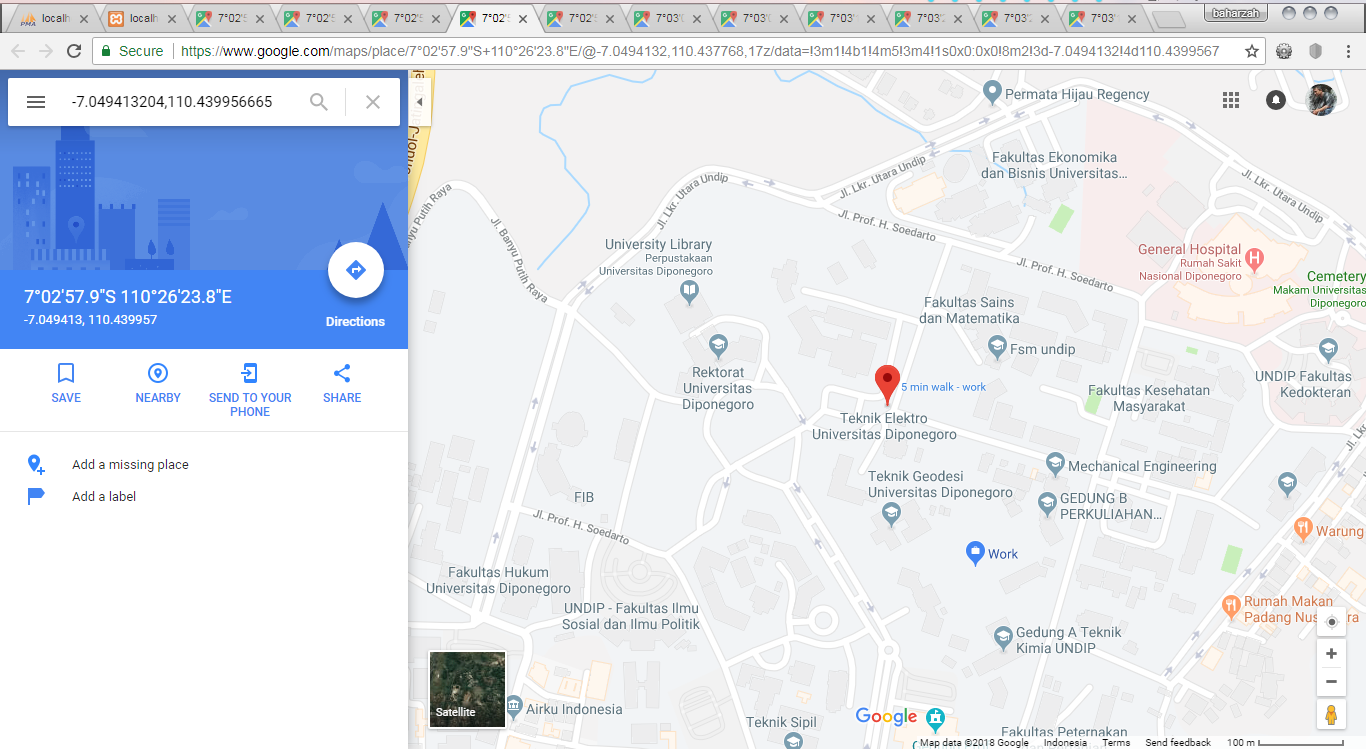 localh
localh
7°02'5
7°02'5
7°02'5
7°02'5
7°02'5
7°03'0
7°03'
7°03'
7°03'2
7°03'2
7°03'
baharzah
Secure
https://www.google.com/maps/place/7°02'57.9"S+110°26'23.8"E/@-7.0494132,110.437768,17z/data=!3m1!4b1!4m5!3m4!1s0x0:0x0!8m2!3d-7.0494132!4d110.4399567
-7.049413204,110.439956665
7°02'57.9"S 110°26'23.8"E
-7.049413, 110.439957
Directions
SAVE
NEARBY
SEND TO YOUR
PHONE
SHARE
Add a missing place
Add a label
Permata Hijau Regency
Fakultas Ekonomika
dan Bisnis Universitas...
Jl. Lkr. Utara Undip
Jl. Lkr. Utara Undip
Jl. Lkr. Utara Undip
Jl. Prof. H. Soedarto
Jl. Prof. H. Soedarto
Jl. Banyu Putih Raya
University Library
Perpustakaan
Universitas Diponegoro
General Hospital
Rumah Sakit
Nasional Diponegoro
Cemetery
Makam Universitas
Diponegoro
Fakultas Sains
dan Matematika
Fsm undip
Rektorat
Universitas
Diponegoro
5 min walk - work
UNDIP Fakultas
Kedokteran
Fakultas Kesehatan
Masyarakat
Teknik Elektro
Universitas Diponegoro
Mechanical Engineering
Teknik Geodesi
Universitas Diponegoro
GEDUNG B
PERKULIAHAN...
FIB
Jl. Prof. H. Soedarto
Warung
Work
Fakultas Hukum
Universitas Diponegoro
UNDIP - Fakultas Ilmu
Sosial dan Ilmu Politik
Rumah Makan
Padang Nus
Gedung A Teknik
Kimia UNDIP
Satellite
Airku Indonesia
Teknik Sipil
Google
Fakultas Peternakan
Map data ©2018 Google
Indonesia
Terms
Send feedback
100 m